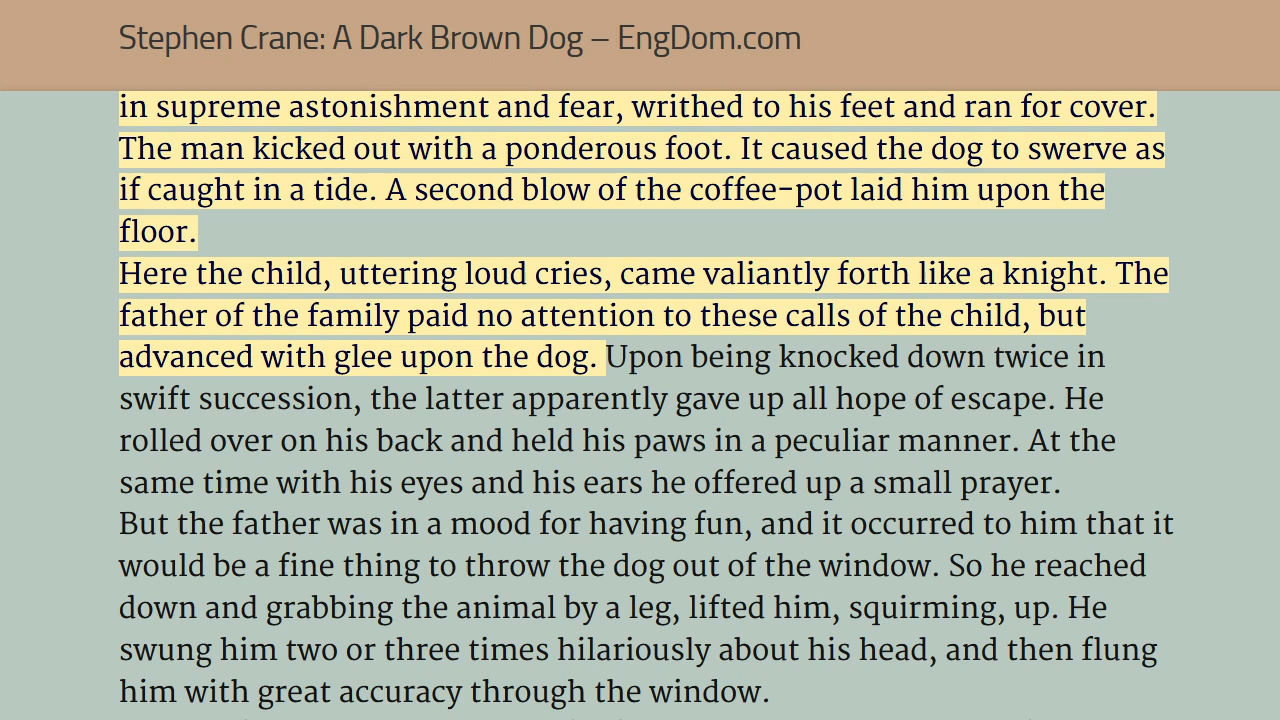 Stephen Crane: A Dark Brown Dog – EngDom.com
in supreme astonishment and fear, writhed to his feet and ran for cover.
The man kicked out with a ponderous foot. It caused the dog to swerve as
if caught in a tide. A second blow of the coffee-pot laid him upon the
floor.
Here the child, uttering loud cries, came valiantly forth like a knight. The
father of the family paid no attention to these calls of the child, but
advanced with glee upon the dog. Upon being knocked down twice in
swift succession, the latter apparently gave up all hope of escape. He
rolled over on his back and held his paws in a peculiar manner. At the
same time with his eyes and his ears he offered up a small prayer.
But the father was in a mood for having fun, and it occurred to him that it
would be a fine thing to throw the dog out of the window. So he reached
down and grabbing the animal by a leg, lifted him, squirming, up. He
swung him two or three times hilariously about his head, and then flung
him with great accuracy through the window.